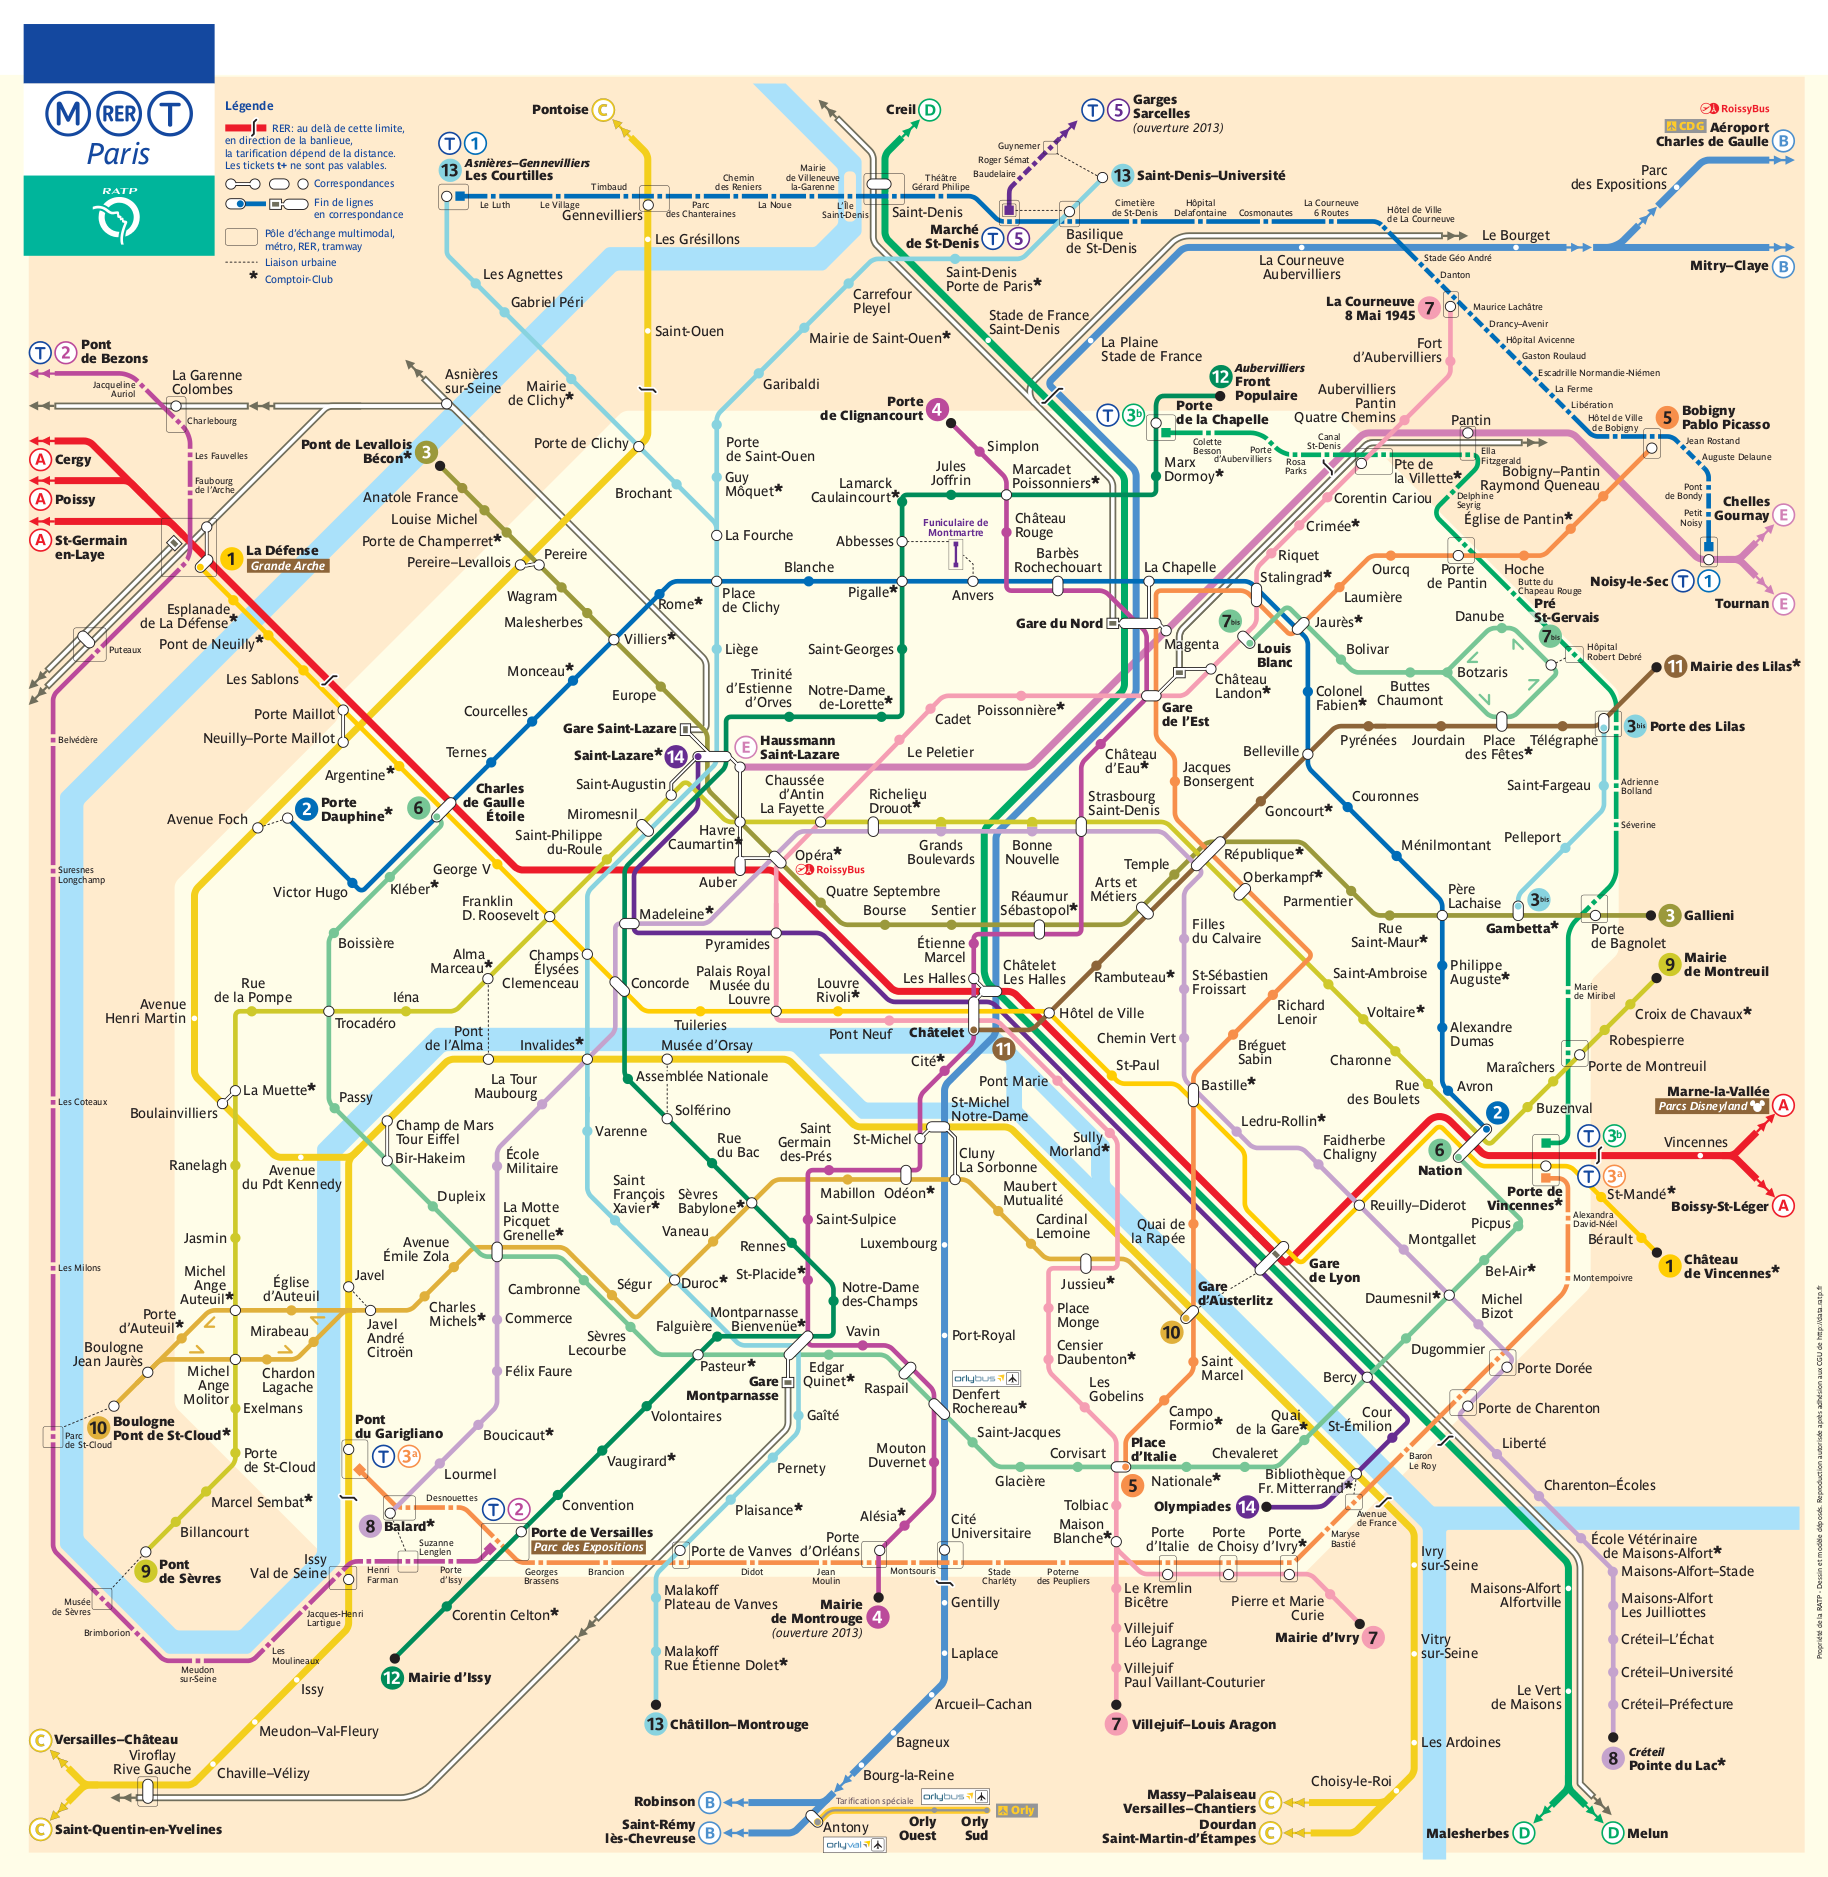 M RER T
Paris
RATP
Légende
RER: au delà de cette limite,
en direction de la banlieue,
la tarification dépend de la distance.
Les tickets t+ ne sont pas valables.
Correspondances
Fin de lignes
en correspondance
Pôle d'échange multimodal,
métro, RER, tramway
Liaison urbaine
* Comptoir-Club
Pontoise C
Creil D
T 5 Garges
Sarcelles
(ouverture 2013)
RoissyBus
CDG Aéroport
Charles de Gaulle B
T 1
13 Asnières–Gennevilliers
Les Courtilles
Guynemer
Roger Sémat
Baudelaire
13 Saint-Denis–Université
Parc
des Expositions
Le Luth
Le Village
Timbaud
Gennevilliers
Parc
des Chanteraines
Chemin
des Reniers
La Noue
Mairie
de Villeneuve
la-Garenne
L'Île
Saint-Denis
Saint-Denis
Théâtre
Gérard Philipe
Marché
de St-Denis T 5
Basilique
de St-Denis
Cimetière
de St-Denis
Hôpital
Delafontaine
Cosmonautes
La Courneuve
6 Routes
Hôtel de Ville
de La Courneuve
Le Bourget
Mitry–Claye B
Les Grésillons
Les Agnettes
Gabriel Péri
Saint-Denis
Porte de Paris*
Carrefour
Pleyel
La Courneuve
Aubervilliers
Stade Géo André
Danton
La Courneuve
8 Mai 1945 7
Maurice Lachâtre
Drancy–Avenir
Hôpital Avicenne
Gaston Roulaud
Escadrille Normandie-Niémen
La Ferme
Libération
Hôtel de Ville
de Bobigny
5 Bobigny
Pablo Picasso
Jean Rostand
Auguste Delaune
Pont
de Bondy
Petit
Noisy
Saint-Ouen
Mairie de Saint-Ouen*
Stade de France
Saint-Denis
La Plaine
Stade de France
Fort
d'Aubervilliers
T 2 Pont
de Bezons
Jacqueline
Auriol
La Garenne
Colombes
Charlebourg
Asnières
sur-Seine
Mairie
de Clichy*
Garibaldi
Porte
de Clignancourt 4
12 Aubervilliers
Front
Populaire
T 3b
Porte
de la Chapelle
Aubervilliers
Pantin
Quatre Chemins
Pantin
Chelles
Gournay E
A Cergy
A Poissy
A St-Germain
en-Laye
Les Fauvelles
Faubourg
de l'Arche
Pont de Levallois
Bécon* 3
Anatole France
Louise Michel
Porte de Champerret*
Pereire–Levallois
Pereire
Porte de Clichy
Brochant
Porte
de Saint-Ouen
Guy
Môquet*
La Fourche
Simplon
Jules
Joffrin
Lamarck
Caulaincourt*
Marcadet
Poissonniers*
Marx
Dormoy*
Colette
Besson
Porte
d'Aubervilliers
Rosa
Parks
Canal
St-Denis
Pte de
la Villette*
Ella
Fitzgerald
Delphine
Seyrig
Bobigny–Pantin
Raymond Queneau
Corentin Cariou
Crimée*
Riquet
Église de Pantin*
1 La Défense
Grande Arche
Abbesses
Funiculaire de
Montmartre
Château
Rouge
Barbès
Rochechouart
La Chapelle
Stalingrad*
Ourcq
Porte
de Pantin
Hoche
Noisy-le-Sec T 1
Tournan E
Esplanade
de La Défense*
Pont de Neuilly*
Puteaux
Les Sablons
Wagram
Malesherbes
Rome*
Villiers*
Place
de Clichy
Blanche
Pigalle*
Anvers
Gare du Nord
Magenta
7bis Louis
Blanc
Jaurès*
Laumière
Butte du
Chapeau Rouge
Pré
St-Gervais
7bis
Danube
Hôpital
Robert Debré
Botzaris
Bolivar
Buttes
Chaumont
11 Mairie des Lilas*
Monceau*
Europe
Liège
Saint-Georges
Trinité
d'Estienne
d'Orves
Notre-Dame
de-Lorette*
Cadet
Poissonnière*
Château
Landon*
Gare
de l'Est
Colonel
Fabien*
Courcelles
Ternes
Porte Maillot
Neuilly–Porte Maillot
Gare Saint-Lazare
Saint-Lazare* 14
E Haussmann
Saint-Lazare
Le Peletier
Château
d'Eau*
Jacques
Bonsergent
Belleville
Pyrénées
Jourdain
Place
des Fêtes*
Télégraphe
3bis Porte des Lilas
Belvédère
Argentine*
Saint-Augustin
Miromesnil
Chaussée
d'Antin
La Fayette
Richelieu
Drouot*
Strasbourg
Saint-Denis
Goncourt*
Couronnes
Saint-Fargeau
Adrienne
Bolland
Séverine
Avenue Foch
2 Porte
Dauphine*
6
Charles
de Gaulle
Étoile
Saint-Philippe
du-Roule
Havre
Caumartin*
Auber
Opéra*
RoissyBus
Grands
Boulevards
Bonne
Nouvelle
République*
Ménilmontant
Pelleport
Suresnes
Longchamp
Victor Hugo
Kléber*
George V
Franklin
D. Roosevelt
Madeleine*
Quatre Septembre
Bourse
Sentier
Réaumur
Sébastopol*
Arts et
Métiers
Temple
Oberkampf*
Parmentier
Père
Lachaise
Rue
Saint-Maur*
3bis
Gambetta*
Porte
de Bagnolet
3 Gallieni
Boissière
Alma
Marceau*
Champs
Élysées
Clemenceau
Pyramides
Palais Royal
Musée du
Louvre
Louvre
Rivoli*
Étienne
Marcel
Les Halles
Châtelet
Les Halles
Rambuteau*
Filles
du Calvaire
St-Sébastien
Froissart
Saint-Ambroise
Philippe
Auguste*
9 Mairie
de Montreuil
Avenue
Henri Martin
Rue
de la Pompe
Trocadéro
Iéna
Concorde
Tuileries
Pont Neuf
Châtelet
Hôtel de Ville
11
Chemin Vert
Richard
Lenoir
Voltaire*
Alexandre
Dumas
Marie
de Miribel
Croix de Chavaux*
Robespierre
Pont
de l'Alma
Invalides*
Musée d'Orsay
Assemblée Nationale
Cité*
Pont Marie
St-Paul
Bréguet
Sabin
Charonne
Maraîchers
Porte de Montreuil
La Muette*
Boulainvilliers
Passy
La Tour
Maubourg
Solférino
St-Michel
Notre-Dame
Bastille*
Rue
des Boulets
Avron
2
Buzenval
Marne-la-Vallée
Parcs Disneyland A
Les Coteaux
Champ de Mars
Tour Eiffel
Bir-Hakeim
Varenne
Rue
du Bac
Saint
Germain
des-Prés
St-Michel
Cluny
La Sorbonne
Sully
Morland*
Ledru-Rollin*
Faidherbe
Chaligny
6
Nation
T 3b
T 3a
Vincennes
Ranelagh
Avenue
du Pdt Kennedy
École
Militaire
Saint
François
Xavier*
Sèvres
Babylone*
Mabillon
Odéon*
Maubert
Mutualité
Reuilly–Diderot
Porte de
Vincennes*
St-Mandé*
Boissy-St-Léger A
Dupleix
La Motte
Picquet
Grenelle*
Vaneau
Rennes
Saint-Sulpice
Luxembourg
Cardinal
Lemoine
Quai de
la Rapée
Montgallet
Picpus
Alexandra
David-Néel
Bérault
Jasmin
Avenue
Émile Zola
Michel
Ange
Auteuil*
Église
d'Auteuil
Javel
Cambronne
Ségur
Duroc*
St-Placide*
Notre-Dame
des-Champs
Jussieu*
Gare
d'Austerlitz
10
Gare
de Lyon
Bel-Air*
Daumesnil*
Montempoivre
1 Château
de Vincennes*
Les Milons
Porte
d'Auteuil*
Boulogne
Jean Jaurès
Mirabeau
Javel
André
Citroën
Charles
Michels*
Commerce
Sèvres
Lecourbe
Falguière
Montparnasse
Bienvenüe*
Vavin
Port-Royal
Place
Monge
Censier
Daubenton*
Michel
Bizot
Dugommier
Porte Dorée
Michel
Ange
Molitor
Chardon
Lagache
Félix Faure
Pasteur*
Gare
Montparnasse
Edgar
Quinet*
Raspail
orlybus
Denfert
Rochereau*
Saint
Marcel
Les
Gobelins
Bercy
Cour
St-Émilion
Porte de Charenton
Parc
de St-Cloud
10 Boulogne
Pont de St-Cloud*
Exelmans
Porte
de St-Cloud
Pont
du Garigliano
T 3a
Boucicaut*
Volontaires
Gaîté
Saint-Jacques
Campo
Formio*
Quai
de la Gare*
Liberté
Lourmel
Vaugirard*
Pernety
Mouton
Duvernet
Glacière
Corvisart
Place
d'Italie
5
Nationale*
Chevaleret
Bibliothèque
Fr. Mitterrand*
Baron
Le Roy
Charenton–Écoles
Marcel Sembat*
Billancourt
Desnouettes
T 2
Convention
Plaisance*
Alésia*
Tolbiac
Olympiades 14
Avenue
de France
8 Balard*
Suzanne
Lenglen
Porte de Versailles
Parc des Expositions
Cité
Universitaire
Maison
Blanche*
Porte
d'Italie
Porte
de Choisy
Porte
d'Ivry*
Maryse
Bastié
École Vétérinaire
de Maisons-Alfort*
9 Pont
de Sèvres
Issy
Val de Seine
Henri
Farman
Porte
d'Issy
Georges
Brassens
Brancion
Porte de Vanves
Didot
Jean
Moulin
Porte
d'Orléans
Montsouris
Stade
Charléty
Poterne
des Peupliers
Ivry
sur-Seine
Maisons-Alfort–Stade
Musée
de Sèvres
Brimborion
Meudon
sur-Seine
Les
Moulineaux
Jacques-Henri
Lartigue
Corentin Celton*
Malakoff
Plateau de Vanves
Mairie
de Montrouge
(ouverture 2013) 4
Gentilly
Le Kremlin
Bicêtre
Pierre et Marie
Curie
Mairie d'Ivry 7
Maisons-Alfort
Alfortville
Maisons-Alfort
Les Juilliottes
12 Mairie d'Issy
Malakoff
Rue Étienne Dolet*
Laplace
Villejuif
Léo Lagrange
Villejuif
Paul Vaillant-Couturier
Vitry
sur-Seine
Créteil–L'Échat
Créteil–Université
Issy
Meudon–Val-Fleury
13 Châtillon–Montrouge
Arcueil–Cachan
7 Villejuif–Louis Aragon
Le Vert
de Maisons
Créteil–Préfecture
C Versailles–Château
Viroflay
Rive Gauche
Chaville–Vélizy
Bagneux
Bourg-la-Reine
Les Ardoines
Choisy-le-Roi
8 Créteil
Pointe du Lac*
Robinson B
Saint-Rémy
lès-Chevreuse B
Tarification spéciale
orlybus
Antony
orlyval
Orly
Ouest
Orly
Sud
Orly
Massy–Palaiseau
Versailles–Chantiers C
Dourdan
Saint-Martin-d'Étampes C
C Saint-Quentin-en-Yvelines
Malesherbes D
D Melun
Propriété de la RATP - Dessin et modèle déposés. Reproduction autorisée après adhésion aux CGU de http://data.ratp.fr